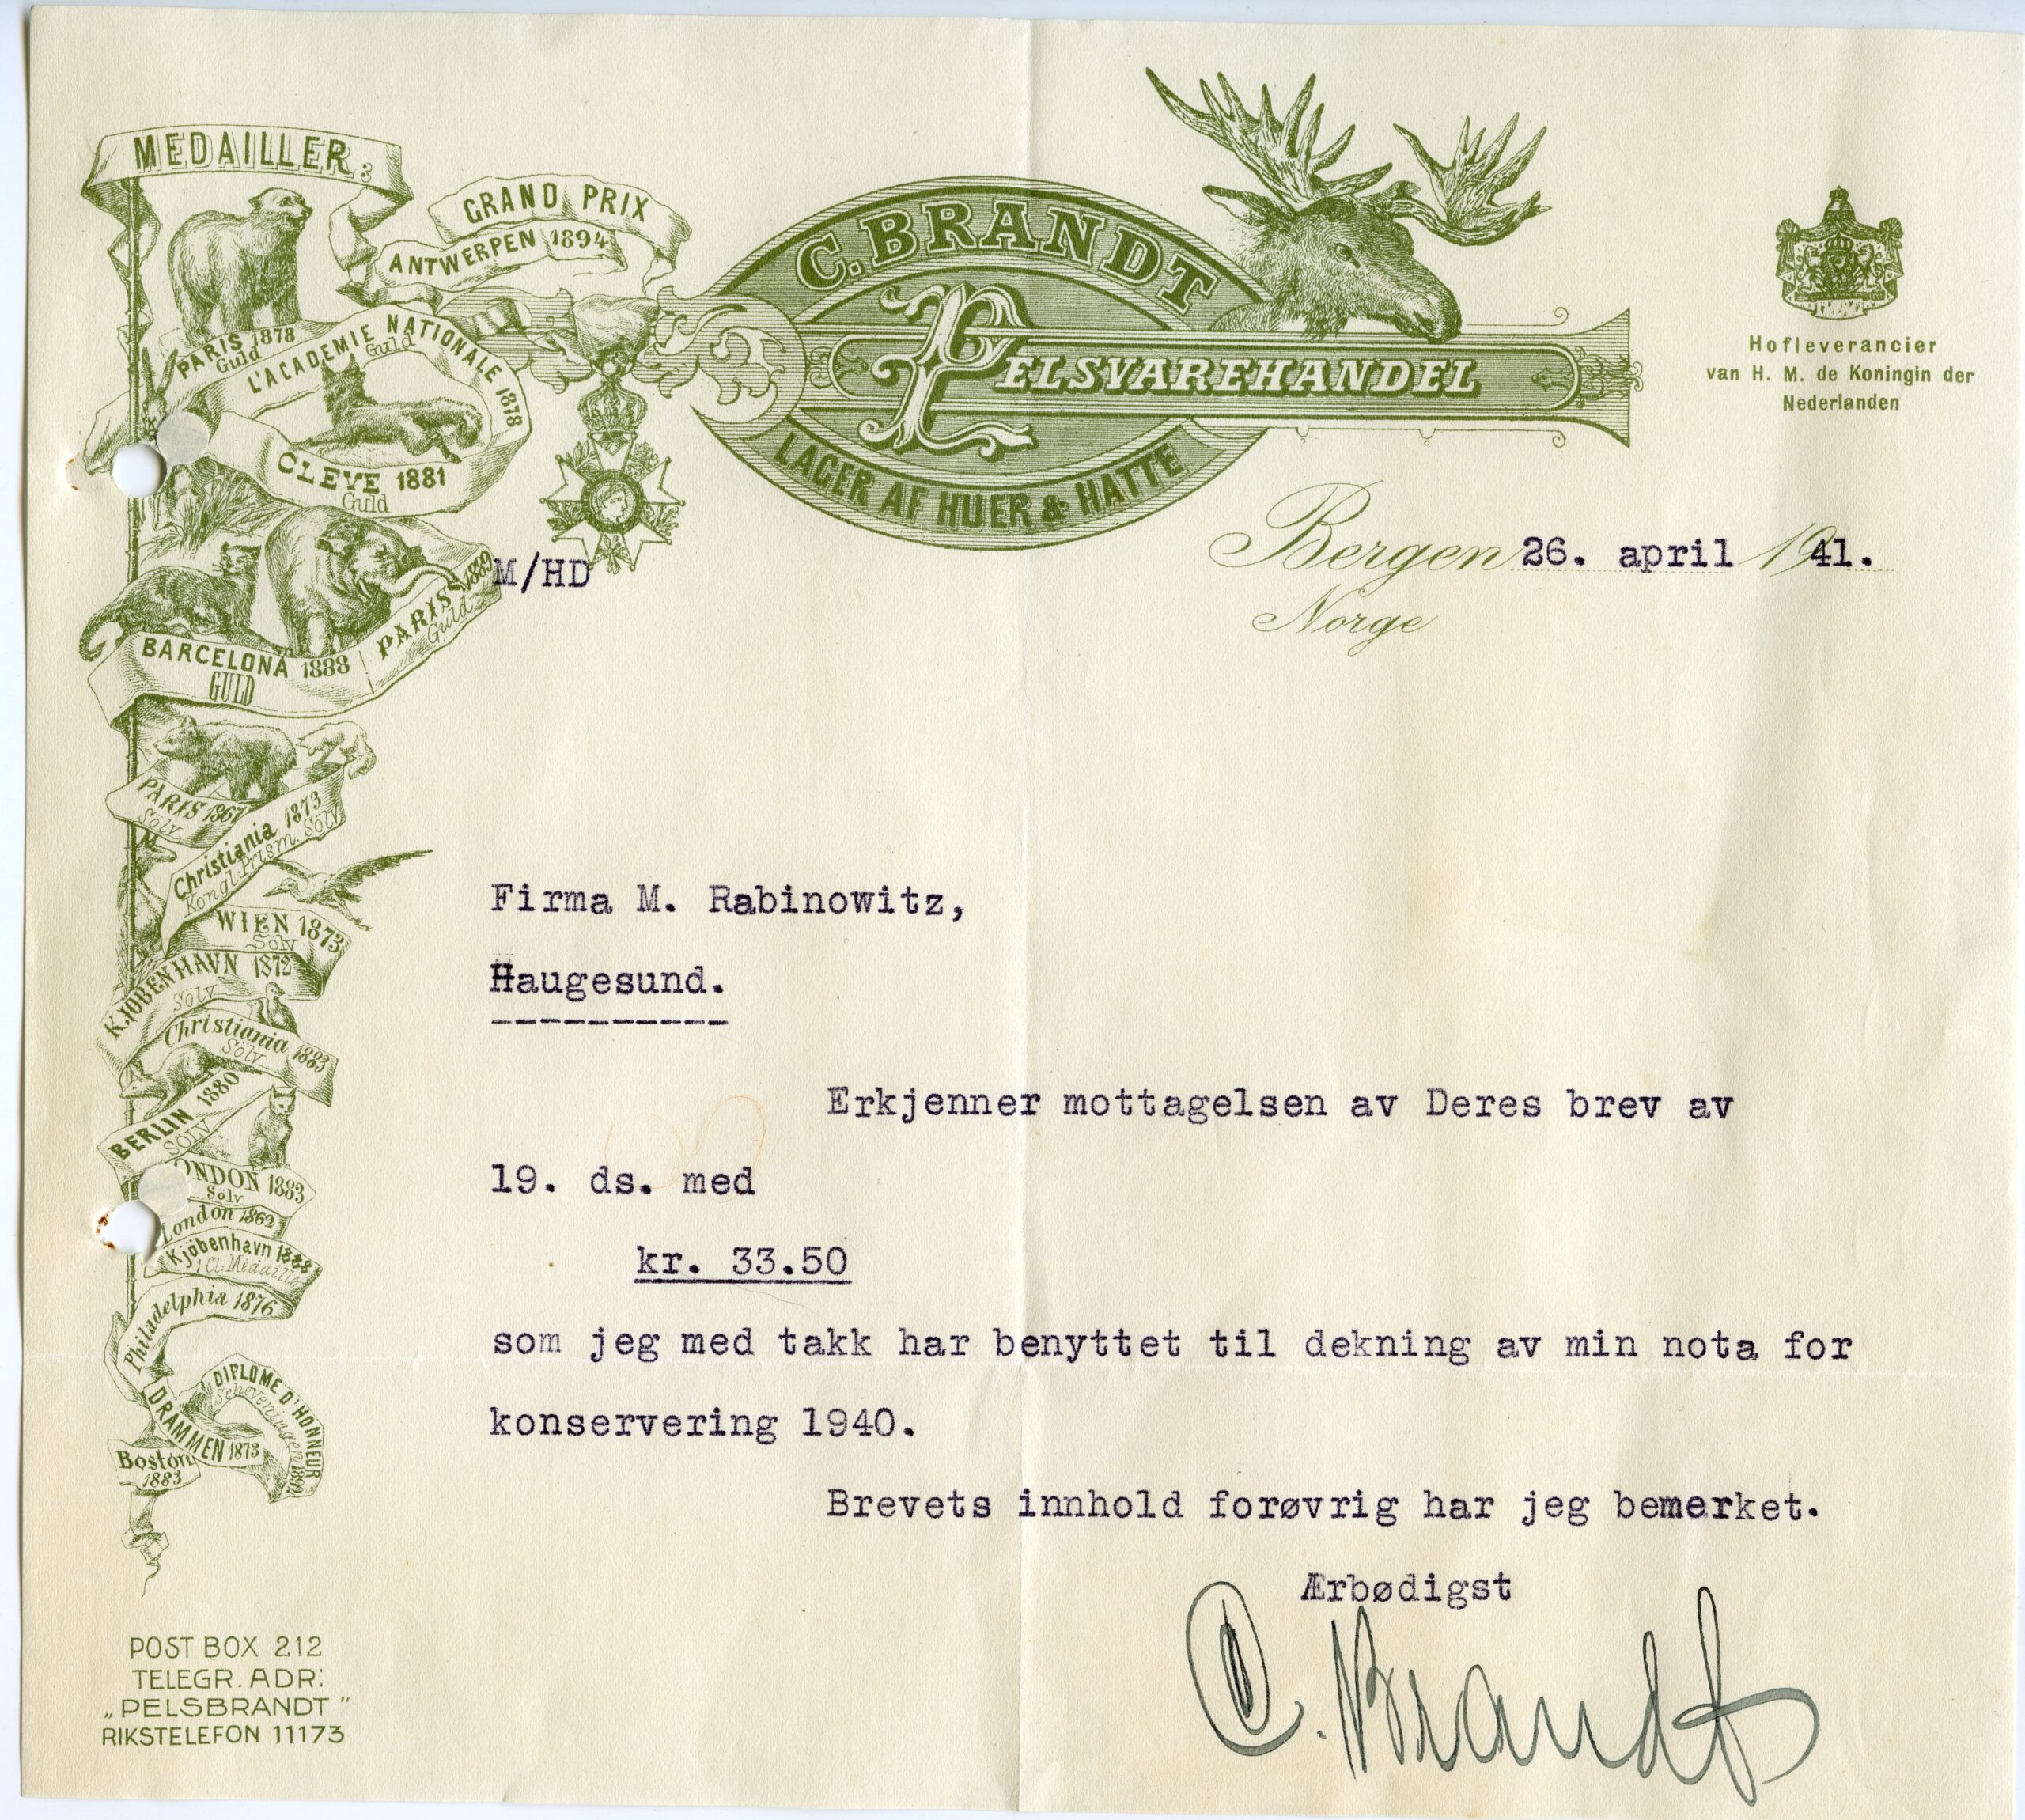 MEDAILLER:
GRAND PRIX
ANTWERPEN 1894
PARIS 1878
Guld
L'ACADEMIE NATIONALE 1878
Guld
CLEVE 1881
Guld
BARCELONA 1888
GULD
PARIS 1889
Guld
PARIS 1867
Sölv
Christiania 1873
Kongl. Prism. Sölv
WIEN 1873
Sölv
KJÖBENHAVN 1872
Sölv
Christiania 1883
Sölv
BERLIN 1880
SÖLV
ONDON 1883
Sölv
London 1862
Kjöbenhavn 1888
1 Cl. Medaille
Philadelphia 1876
DIPLOME D'HONNEUR
Scheveningen 1892
DRAMMEN 1873
Boston
1883
C. BRANDT
PELSVAREHANDEL
LAGER AF HUER & HATTE
Hofleverancier
van H. M. de Koningin der
Nederlanden
Bergen 26. april 1941.
Norge
M/HD
Firma M. Rabinowitz,
Haugesund.
----------
Erkjenner mottagelsen av Deres brev av
19. ds. med
kr. 33.50
som jeg med takk har benyttet til dekning av min nota for
konservering 1940.
Brevets innhold forøvrig har jeg bemerket.
Ærbødigst
C. Brandt
POST BOX 212
TELEGR. ADR:
„PELSBRANDT"
RIKSTELEFON 11173